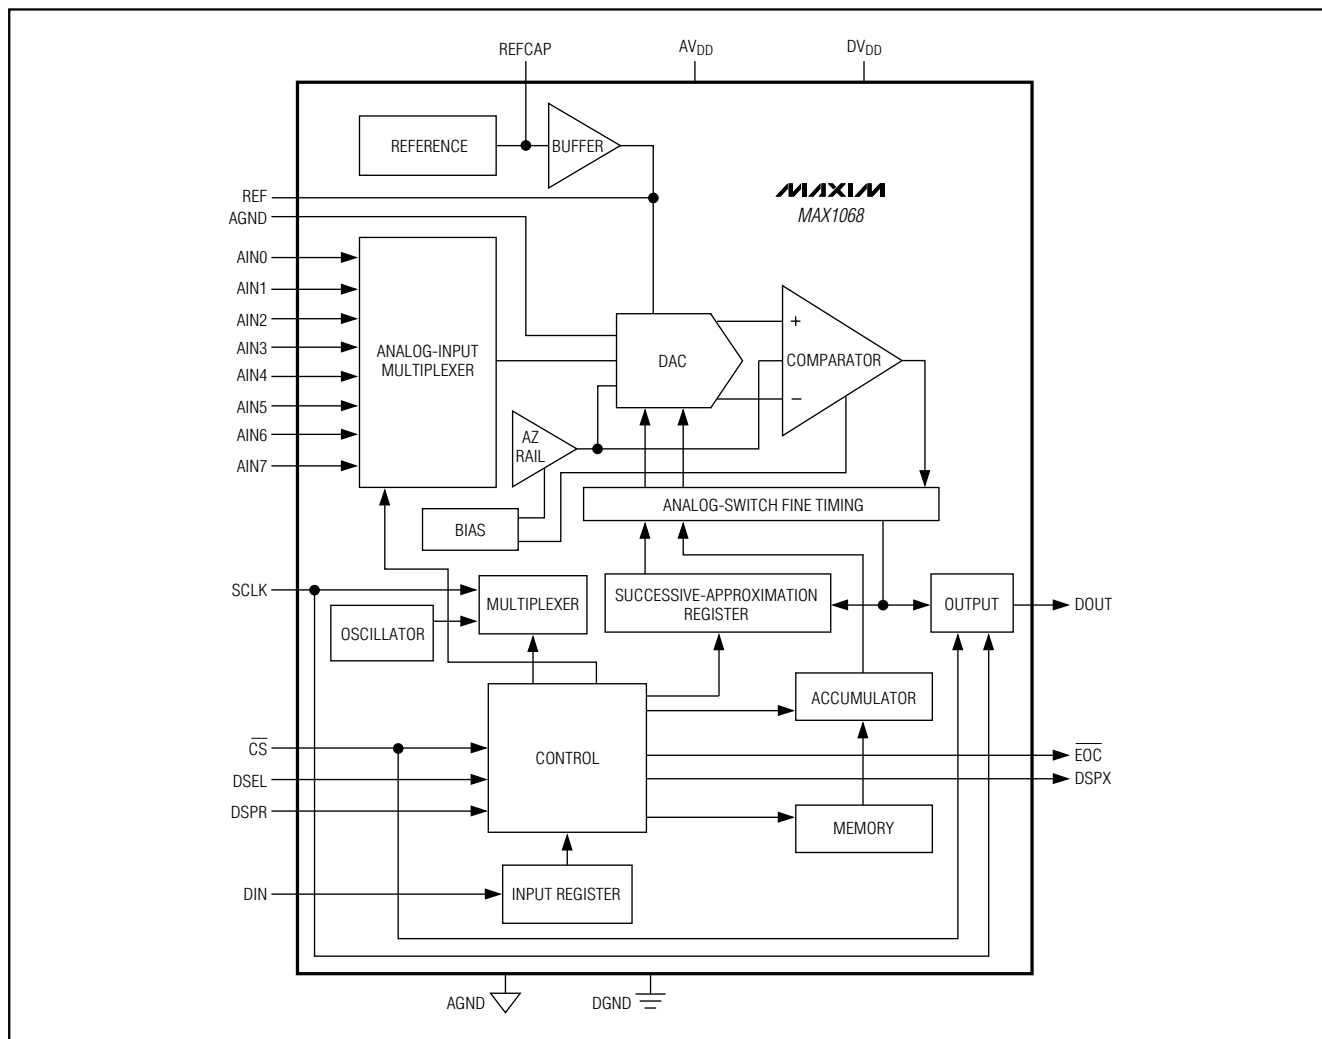 REFCAP
AVDD
DVDD
REFERENCE
BUFFER
REF
AGND
MAXIM
MAX1068
AIN0
AIN1
AIN2
AIN3
AIN4
AIN5
AIN6
AIN7
ANALOG-INPUT
MULTIPLEXER
DAC
+
COMPARATOR
−
AZ
RAIL
ANALOG-SWITCH FINE TIMING
BIAS
SCLK
MULTIPLEXER
OSCILLATOR
SUCCESSIVE-APPROXIMATION
REGISTER
OUTPUT
DOUT
ACCUMULATOR
CONTROL
C̅S̅
DSEL
DSPR
E̅O̅C̅
DSPX
MEMORY
DIN
INPUT REGISTER
AGND
DGND